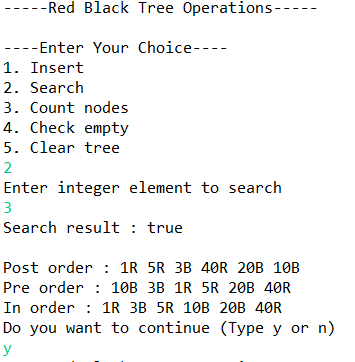 -----Red Black Tree Operations-----
----Enter Your Choice----
1. Insert
2. Search
3. Count nodes
4. Check empty
5. Clear tree
2
Enter integer element to search
3
Search result : true
Post order : 1R 5R 3B 40R 20B 10B
Pre order : 10B 3B 1R 5R 20B 40R
In order : 1R 3B 5R 10B 20B 40R
Do you want to continue (Type y or n)
y